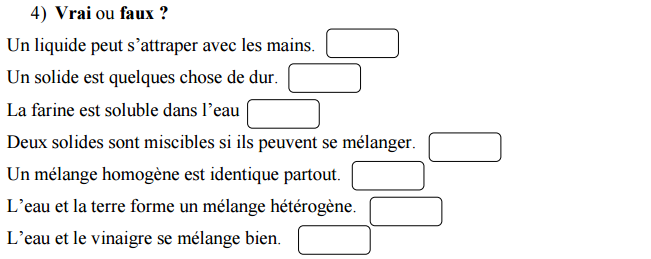 4) Vrai ou faux ?
Un liquide peut s’attraper avec les mains.
Un solide est quelques chose de dur.
La farine est soluble dans l’eau
Deux solides sont miscibles si ils peuvent se mélanger.
Un mélange homogène est identique partout.
L’eau et la terre forme un mélange hétérogène.
L’eau et le vinaigre se mélange bien.